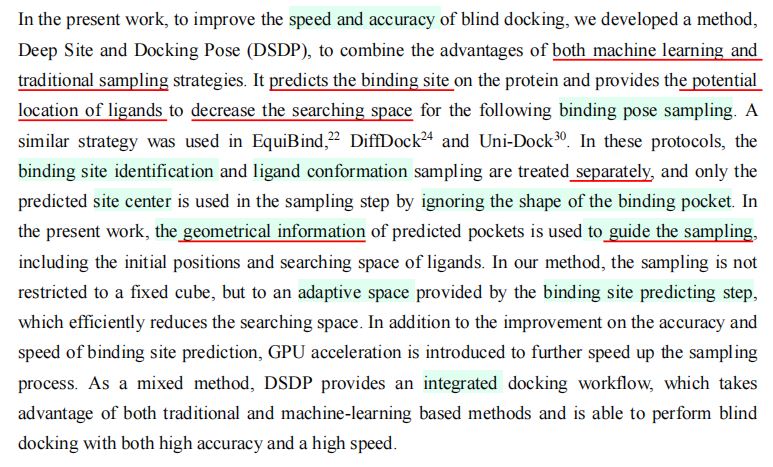 In the present work, to improve the speed and accuracy of blind docking, we developed a method,
Deep Site and Docking Pose (DSDP), to combine the advantages of both machine learning and
traditional sampling strategies. It predicts the binding site on the protein and provides the potential
location of ligands to decrease the searching space for the following binding pose sampling. A
similar strategy was used in EquiBind,²² DiffDock²⁴ and Uni-Dock³⁰. In these protocols, the
binding site identification and ligand conformation sampling are treated separately, and only the
predicted site center is used in the sampling step by ignoring the shape of the binding pocket. In
the present work, the geometrical information of predicted pockets is used to guide the sampling,
including the initial positions and searching space of ligands. In our method, the sampling is not
restricted to a fixed cube, but to an adaptive space provided by the binding site predicting step,
which efficiently reduces the searching space. In addition to the improvement on the accuracy and
speed of binding site prediction, GPU acceleration is introduced to further speed up the sampling
process. As a mixed method, DSDP provides an integrated docking workflow, which takes
advantage of both traditional and machine-learning based methods and is able to perform blind
docking with both high accuracy and a high speed.